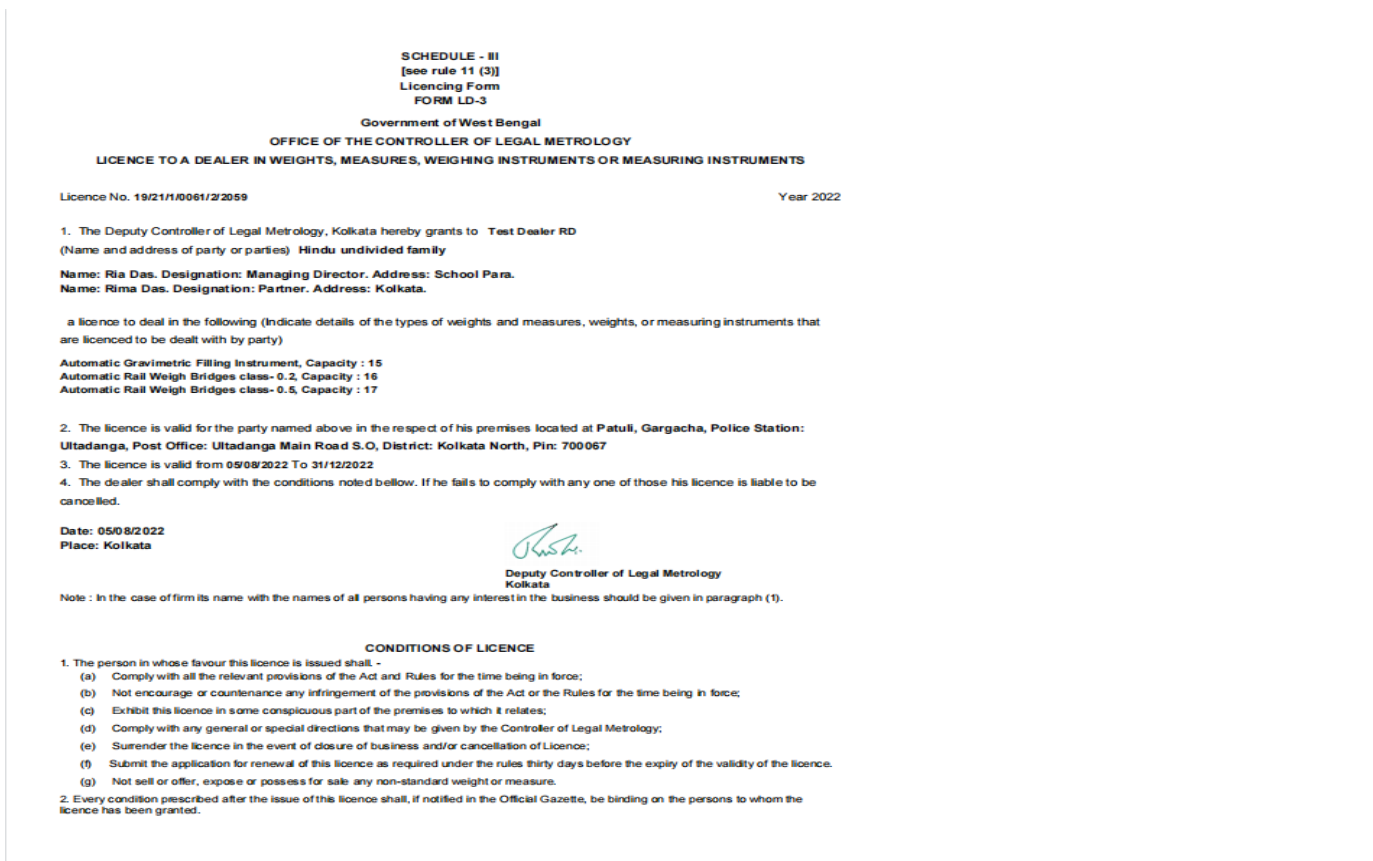 SCHEDULE - III
[see rule 11 (3)]
Licencing Form
FORM LD-3
Government of West Bengal
OFFICE OF THE CONTROLLER OF LEGAL METROLOGY
LICENCE TO A DEALER IN WEIGHTS, MEASURES, WEIGHING INSTRUMENTS OR MEASURING INSTRUMENTS
Licence No. 19/21/1/0061/2/2059 Year 2022
1. The Deputy Controller of Legal Metrology, Kolkata hereby grants to Test Dealer RD
(Name and address of party or parties) Hindu undivided family
Name: Ria Das. Designation: Managing Director. Address: School Para.
Name: Rima Das. Designation: Partner. Address: Kolkata.
a licence to deal in the following (Indicate details of the types of weights and measures, weights, or measuring instruments that
are licenced to be dealt with by party)
Automatic Gravimetric Filling Instrument, Capacity : 15
Automatic Rail Weigh Bridges class- 0.2, Capacity : 16
Automatic Rail Weigh Bridges class- 0.5, Capacity : 17
2. The licence is valid for the party named above in the respect of his premises located at Patuli, Gargacha, Police Station:
Ultadanga, Post Office: Ultadanga Main Road S.O, District: Kolkata North, Pin: 700067
3. The licence is valid from 05/08/2022 To 31/12/2022
4. The dealer shall comply with the conditions noted bellow. If he fails to comply with any one of those his licence is liable to be
cancelled.
Date: 05/08/2022
Place: Kolkata
Deputy Controller of Legal Metrology
Kolkata
Note : In the case of firm its name with the names of all persons having any interest in the business should be given in paragraph (1).
CONDITIONS OF LICENCE
1. The person in whose favour this licence is issued shall. -
(a) Comply with all the relevant provisions of the Act and Rules for the time being in force;
(b) Not encourage or countenance any infringement of the provisions of the Act or the Rules for the time being in force;
(c) Exhibit this licence in some conspicuous part of the premises to which it relates;
(d) Comply with any general or special directions that may be given by the Controller of Legal Metrology;
(e) Surrender the licence in the event of closure of business and/or cancellation of Licence;
(f) Submit the application for renewal of this licence as required under the rules thirty days before the expiry of the validity of the licence.
(g) Not sell or offer, expose or possess for sale any non-standard weight or measure.
2. Every condition prescribed after the issue of this licence shall, if notified in the Official Gazette, be binding on the persons to whom the
licence has been granted.